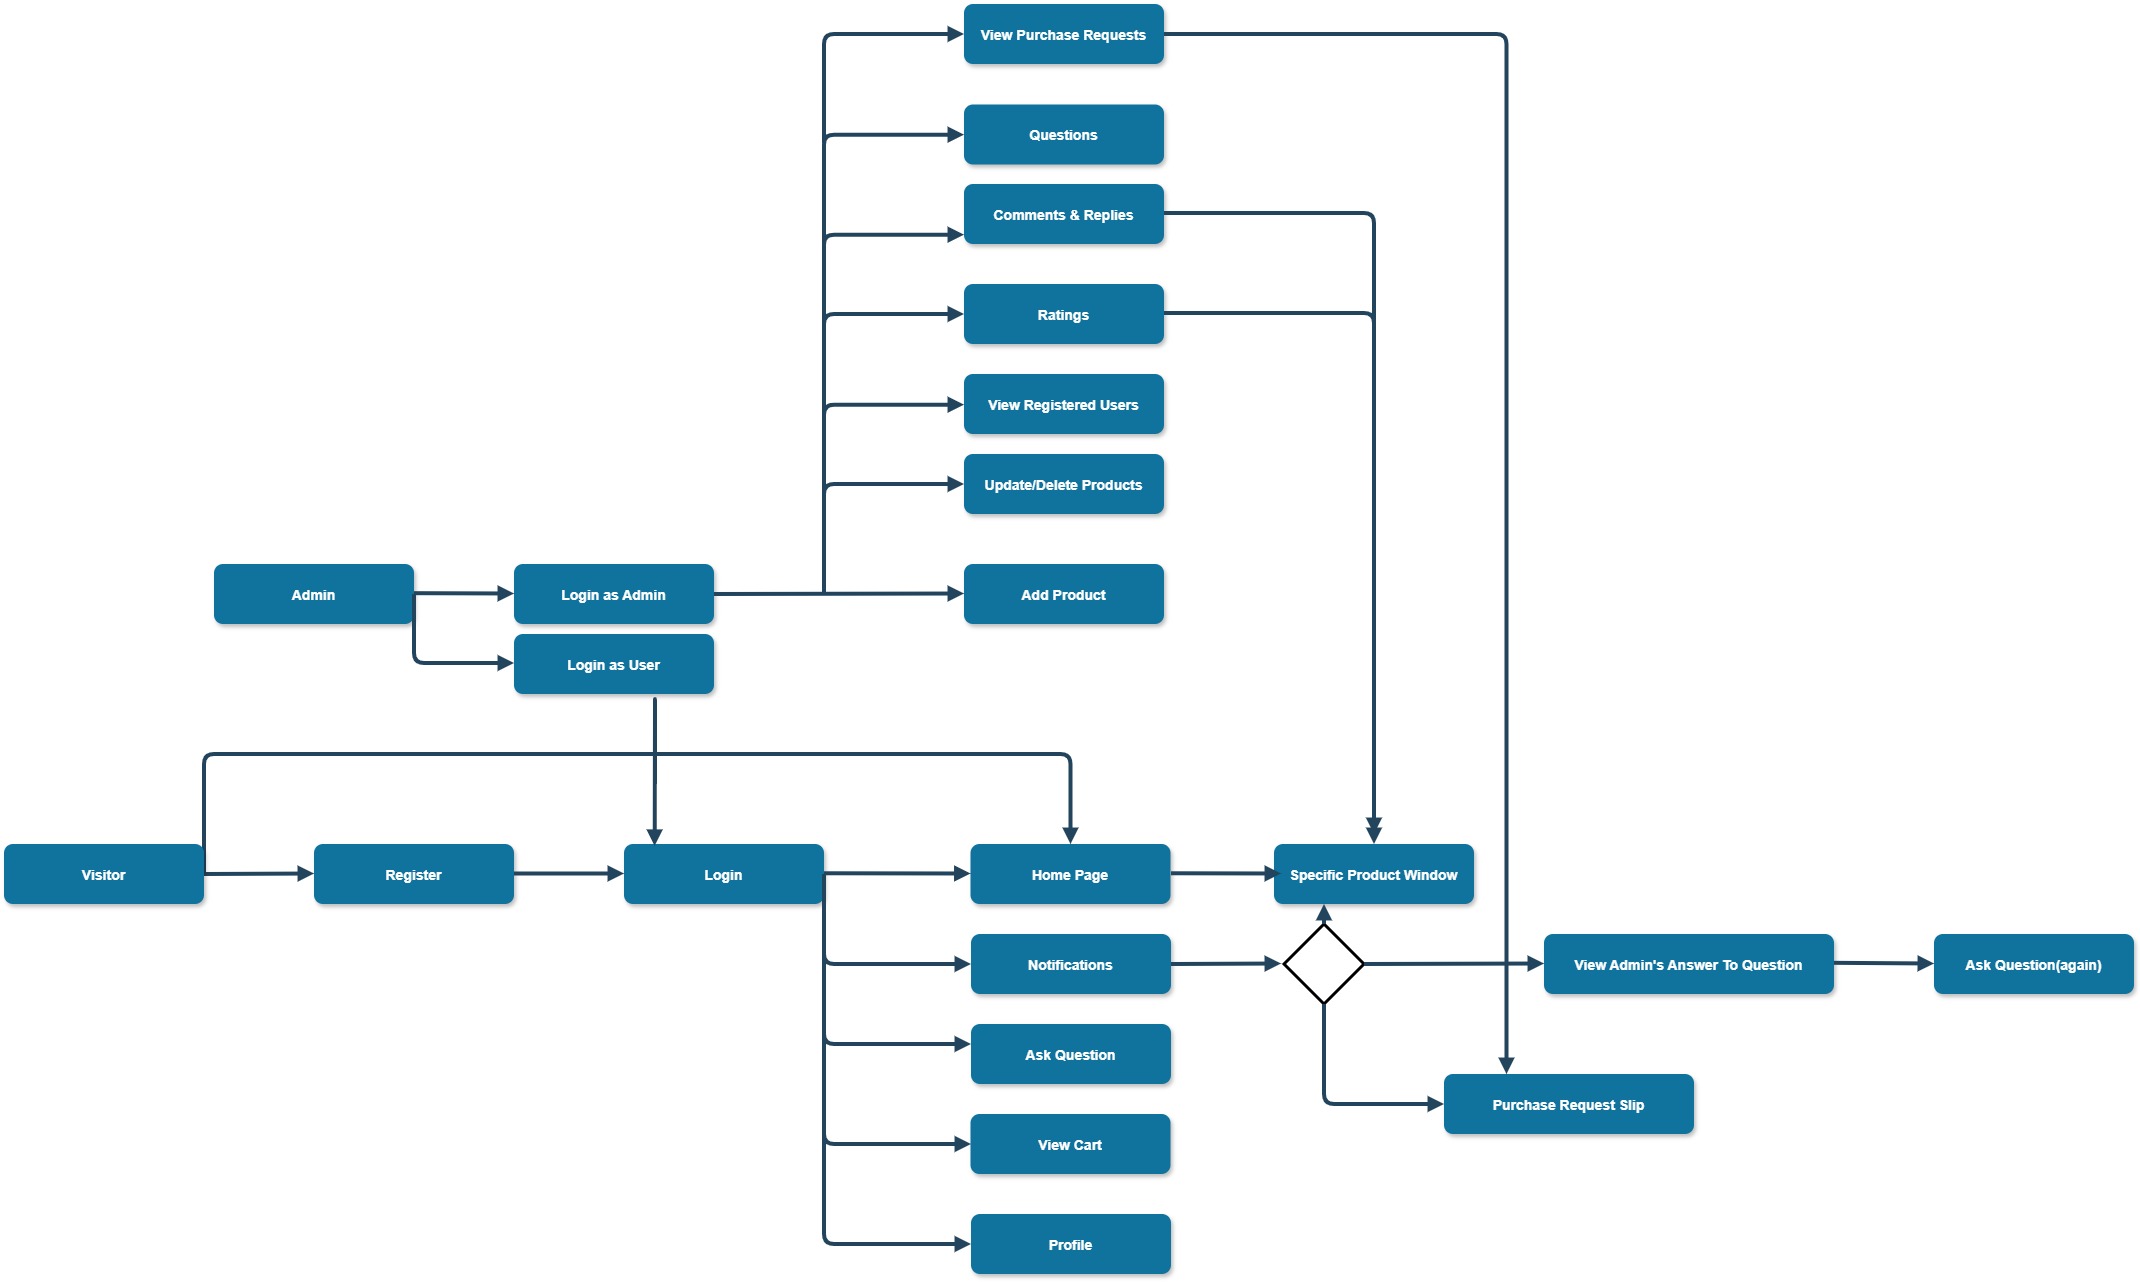 View Purchase Requests
Questions
Comments & Replies
Ratings
View Registered Users
Update/Delete Products
Admin
Login as Admin
Add Product
Login as User
Visitor
Register
Login
Home Page
Specific Product Window
Notifications
View Admin's Answer To Question
Ask Question(again)
Ask Question
Purchase Request Slip
View Cart
Profile